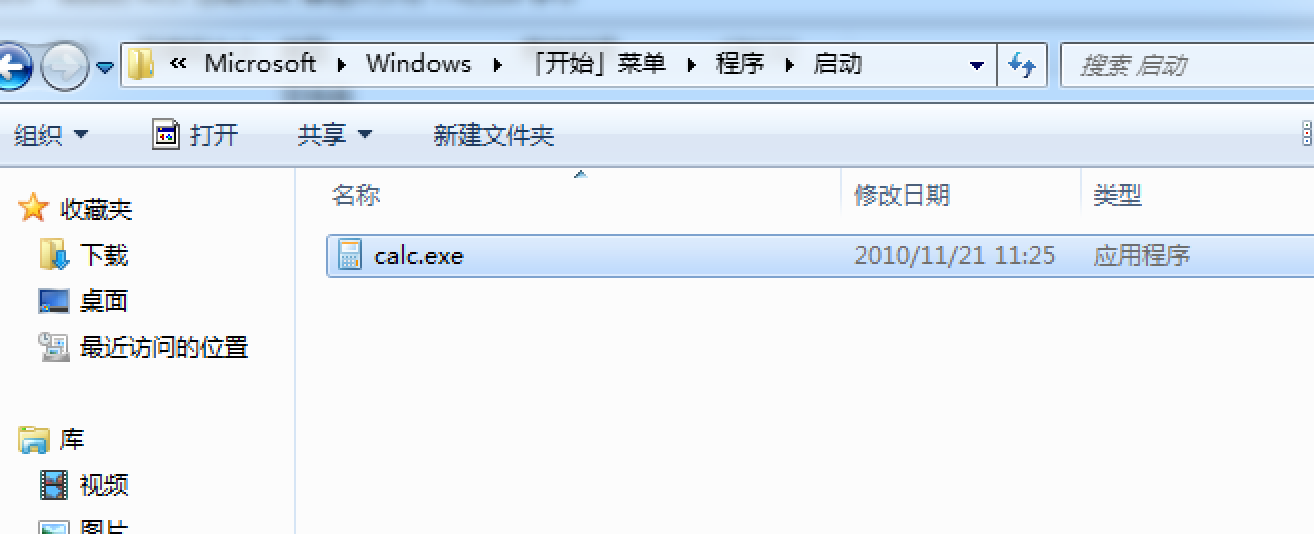 « Microsoft ▸ Windows ▸ 「开始」菜单 ▸ 程序 ▸ 启动 搜索 启动
组织 打开 共享 新建文件夹
名称 修改日期 类型
收藏夹
calc.exe 2010/11/21 11:25 应用程序
下载
桌面
最近访问的位置
库
视频
图片